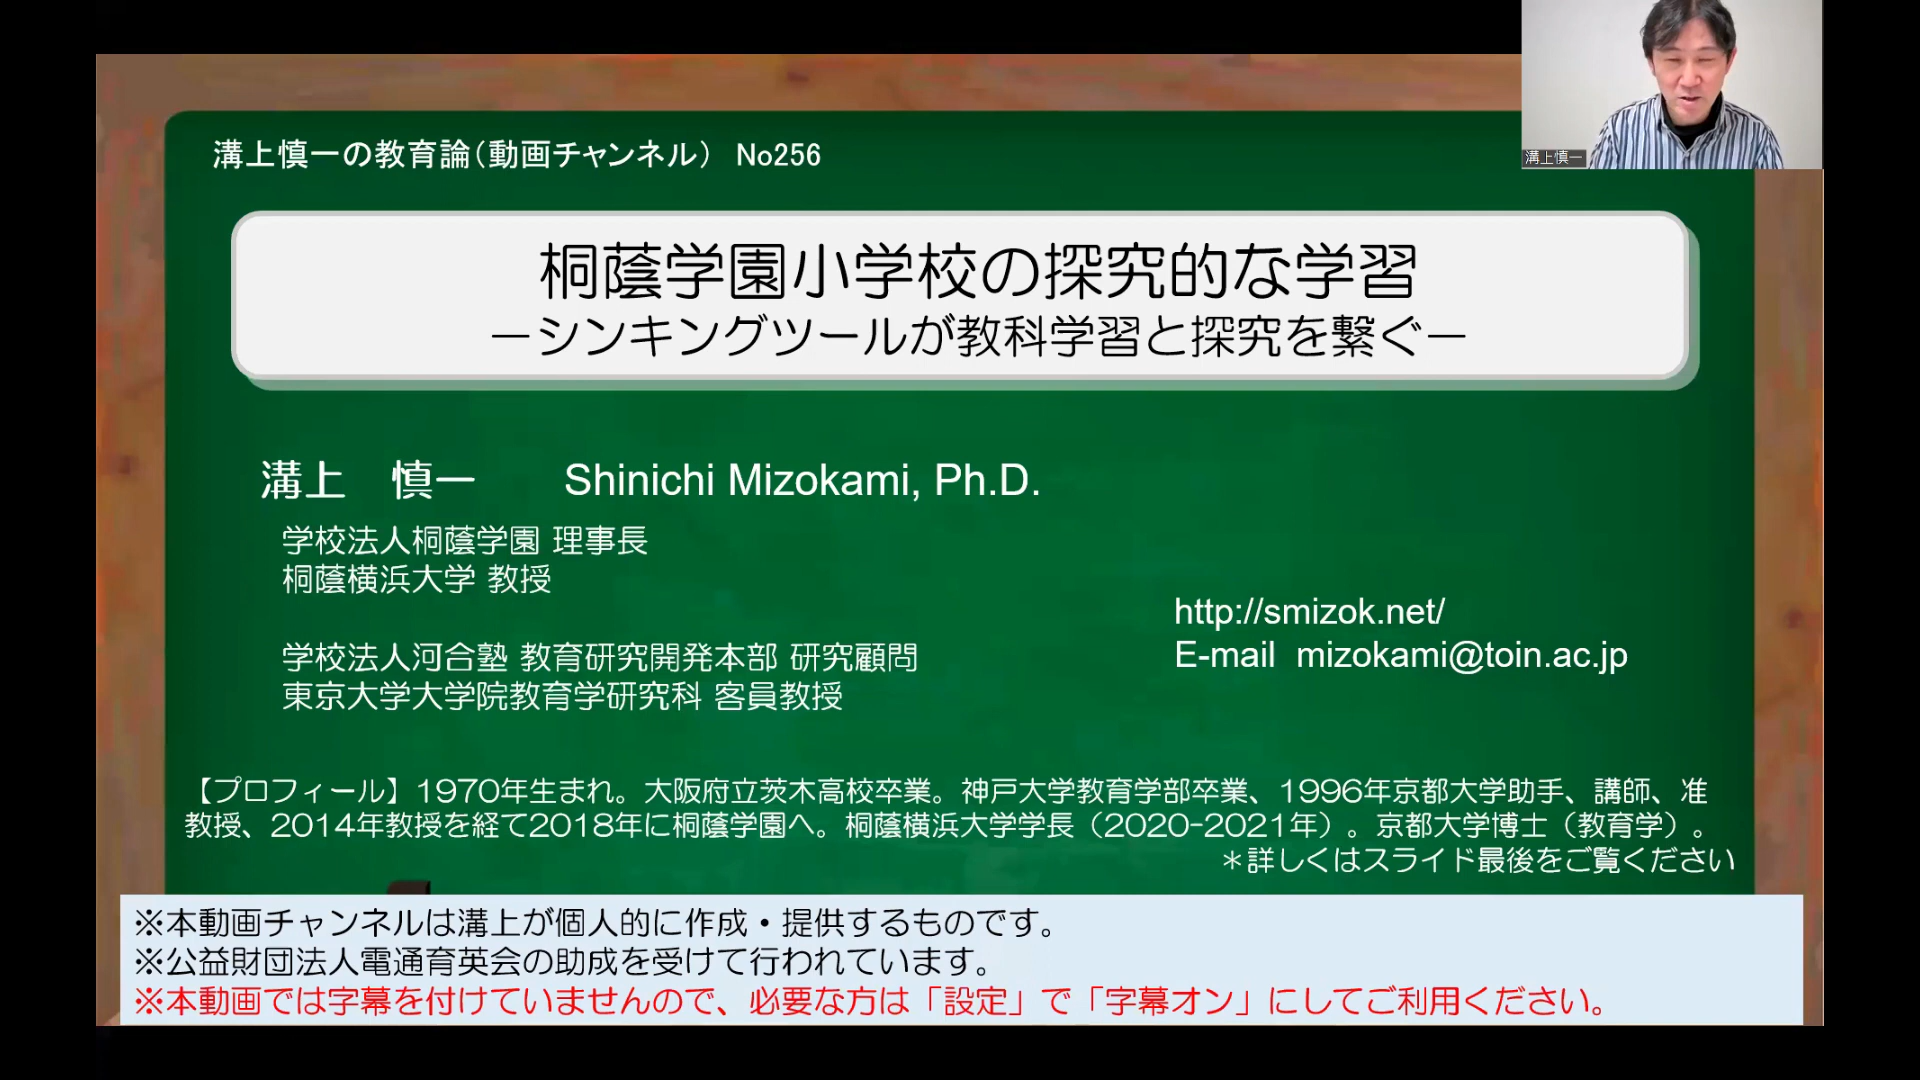 溝上慎一の教育論（動画チャンネル） No256
溝上慎一
桐蔭学園小学校の探究的な学習
－シンキングツールが教科学習と探究を繋ぐ－
溝上　慎一　　Shinichi Mizokami, Ph.D.
学校法人桐蔭学園 理事長
桐蔭横浜大学 教授
学校法人河合塾 教育研究開発本部 研究顧問
東京大学大学院教育学研究科 客員教授
http://smizok.net/
E-mail mizokami@toin.ac.jp
【プロフィール】1970年生まれ。大阪府立茨木高校卒業。神戸大学教育学部卒業、1996年京都大学助手、講師、准
教授、2014年教授を経て2018年に桐蔭学園へ。桐蔭横浜大学学長（2020-2021年）。京都大学博士（教育学）。
＊詳しくはスライド最後をご覧ください
※本動画チャンネルは溝上が個人的に作成・提供するものです。
※公益財団法人電通育英会の助成を受けて行われています。
※本動画では字幕を付けていませんので、必要な方は「設定」で「字幕オン」にしてご利用ください。